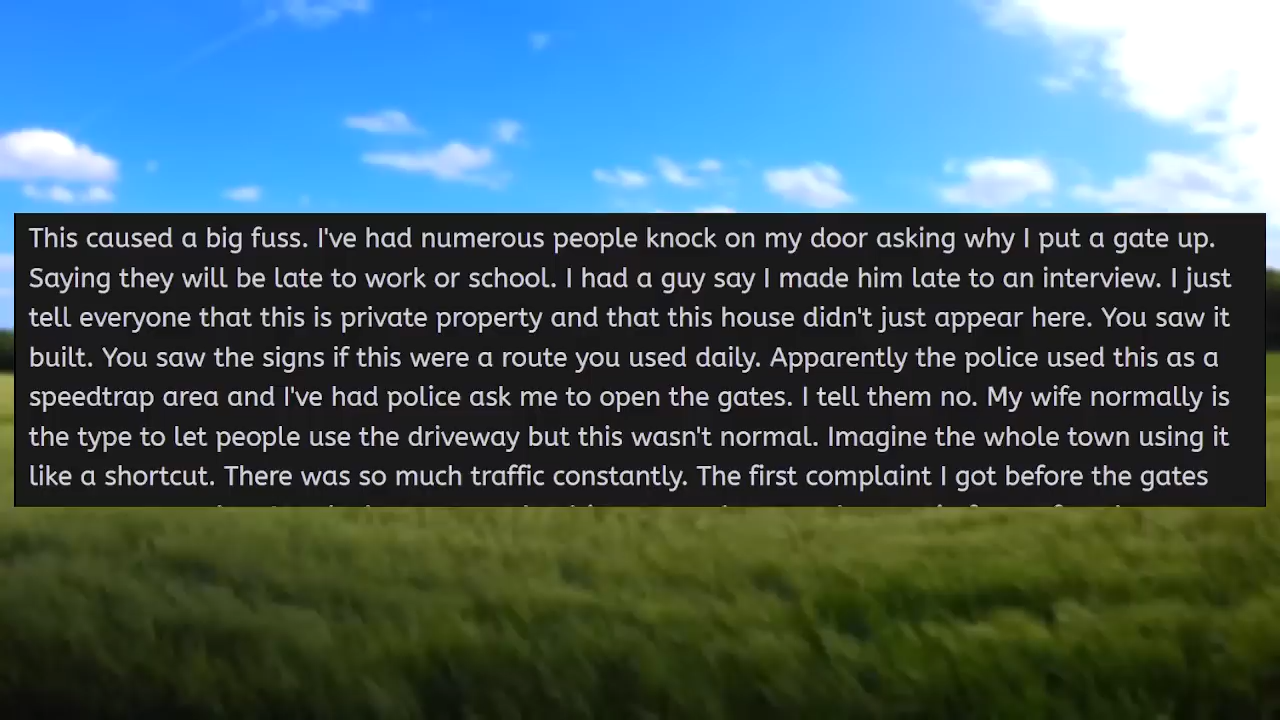 This caused a big fuss. I've had numerous people knock on my door asking why I put a gate up.
Saying they will be late to work or school. I had a guy say I made him late to an interview. I just
tell everyone that this is private property and that this house didn't just appear here. You saw it
built. You saw the signs if this were a route you used daily. Apparently the police used this as a
speedtrap area and I've had police ask me to open the gates. I tell them no. My wife normally is
the type to let people use the driveway but this wasn't normal. Imagine the whole town using it
like a shortcut. There was so much traffic constantly. The first complaint I got before the gates